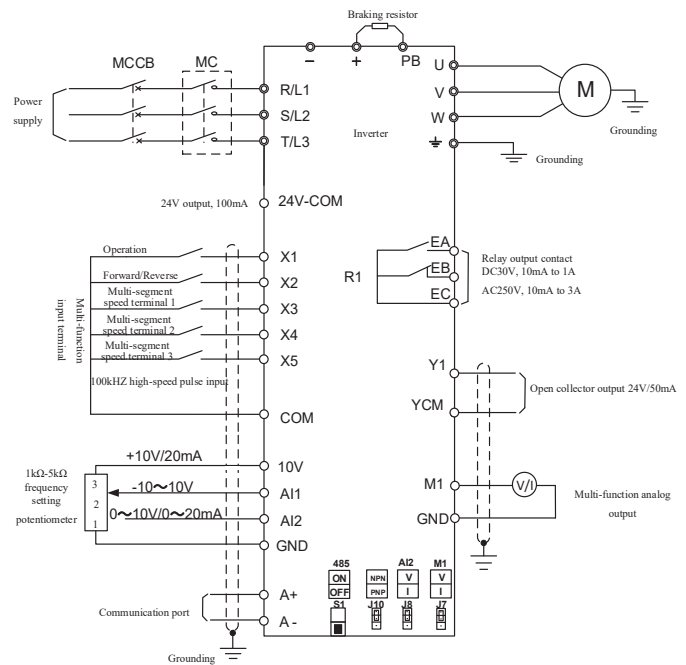 Braking resistor
MCCB MC
− + PB
Power
supply
R/L1
S/L2
T/L3
Inverter
U
V
W
M
Grounding
Grounding
24V output, 100mA
24V-COM
Operation
X1
Forward/Reverse
X2
Multi-segment
speed terminal 1
X3
Multi-segment
speed terminal 2
X4
Multi-segment
speed terminal 3
X5
100kHZ high-speed pulse input
COM
Multi-function
input terminal
R1
EA
EB
EC
Relay output contact
DC30V, 10mA to 1A
AC250V, 10mA to 3A
Y1
YCM
Open collector output 24V/50mA
+10V/20mA
10V
1kΩ-5kΩ
frequency
setting
potentiometer
3
2
1
-10～10V
AI1
0～10V/0～20mA
AI2
GND
M1
V/I
GND
Multi-function analog
output
485 AI2 M1
ON NPN V V
OFF PNP I I
S1 J10 J8 J7
A+
A -
Communication port
Grounding